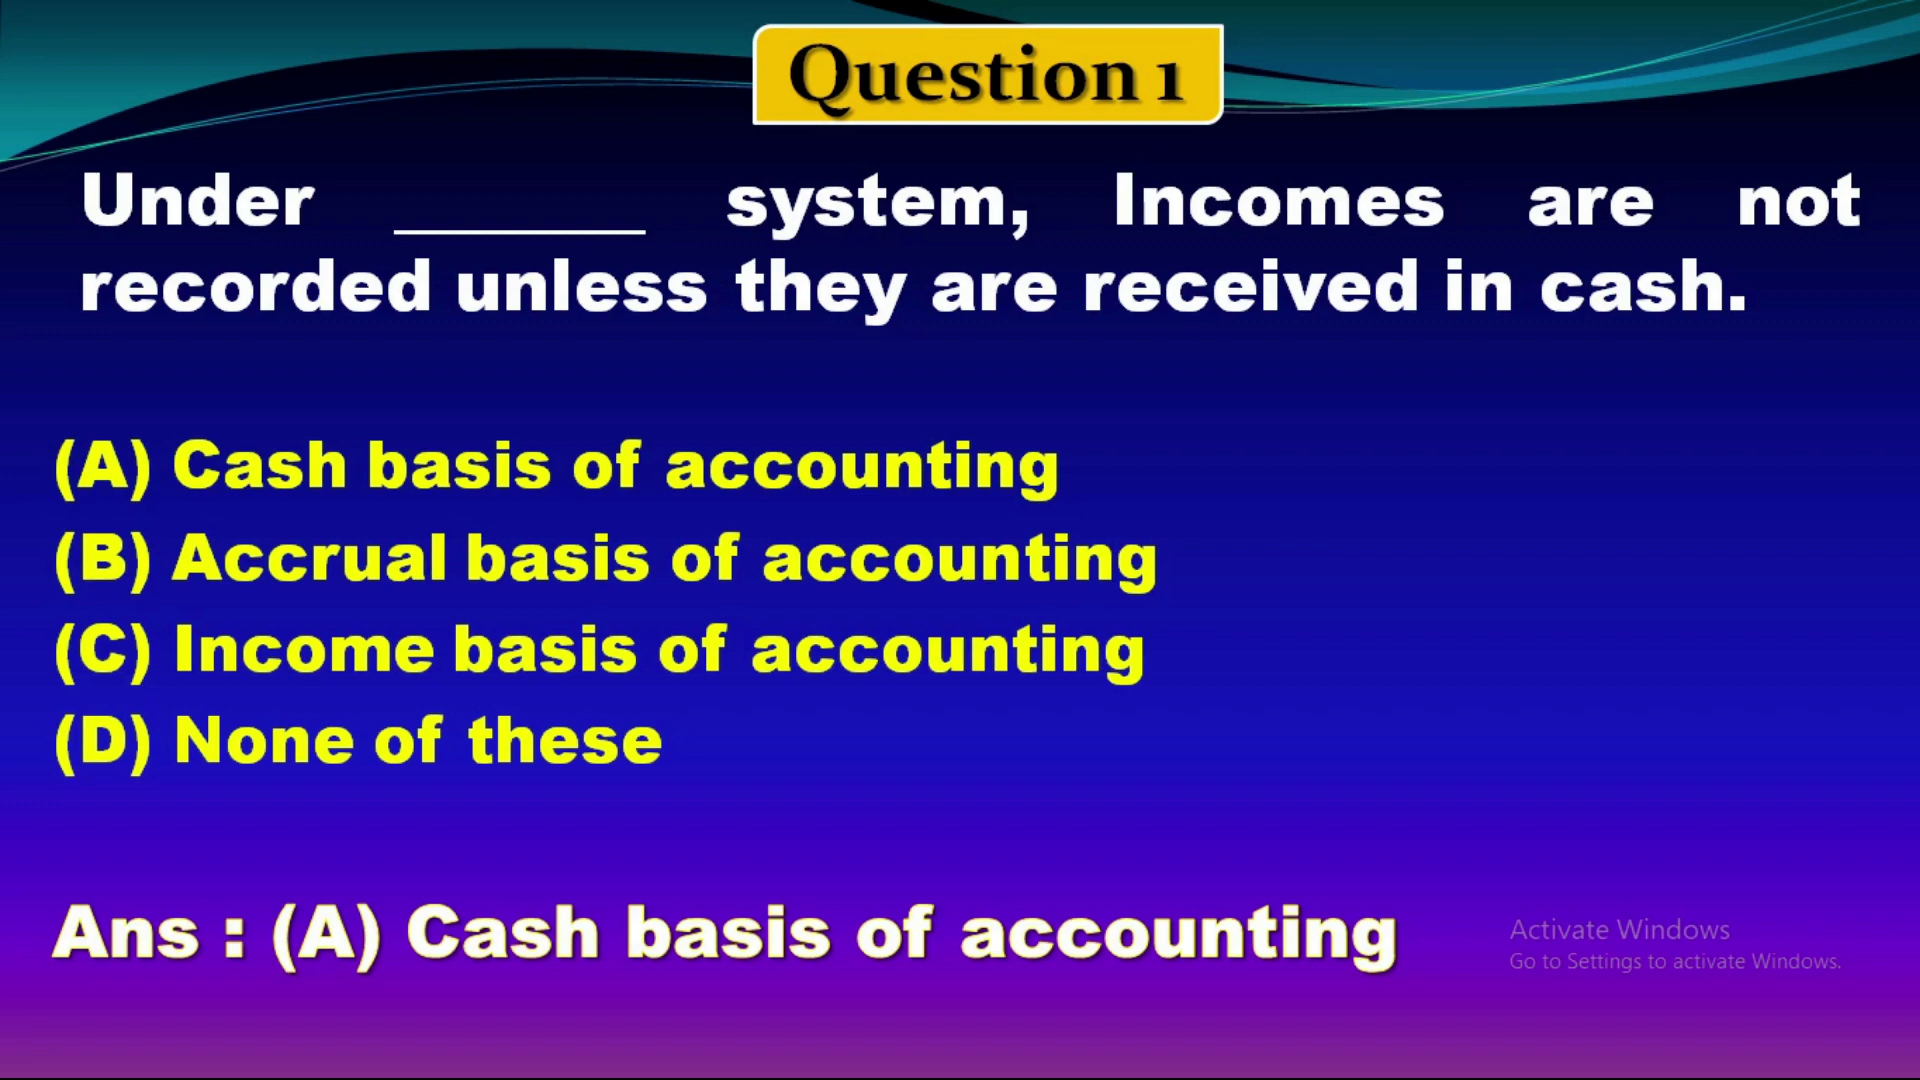 Question 1
Under _______ system, Incomes are not
recorded unless they are received in cash.
(A) Cash basis of accounting
(B) Accrual basis of accounting
(C) Income basis of accounting
(D) None of these
Ans : (A) Cash basis of accounting
Activate Windows
Go to Settings to activate Windows.